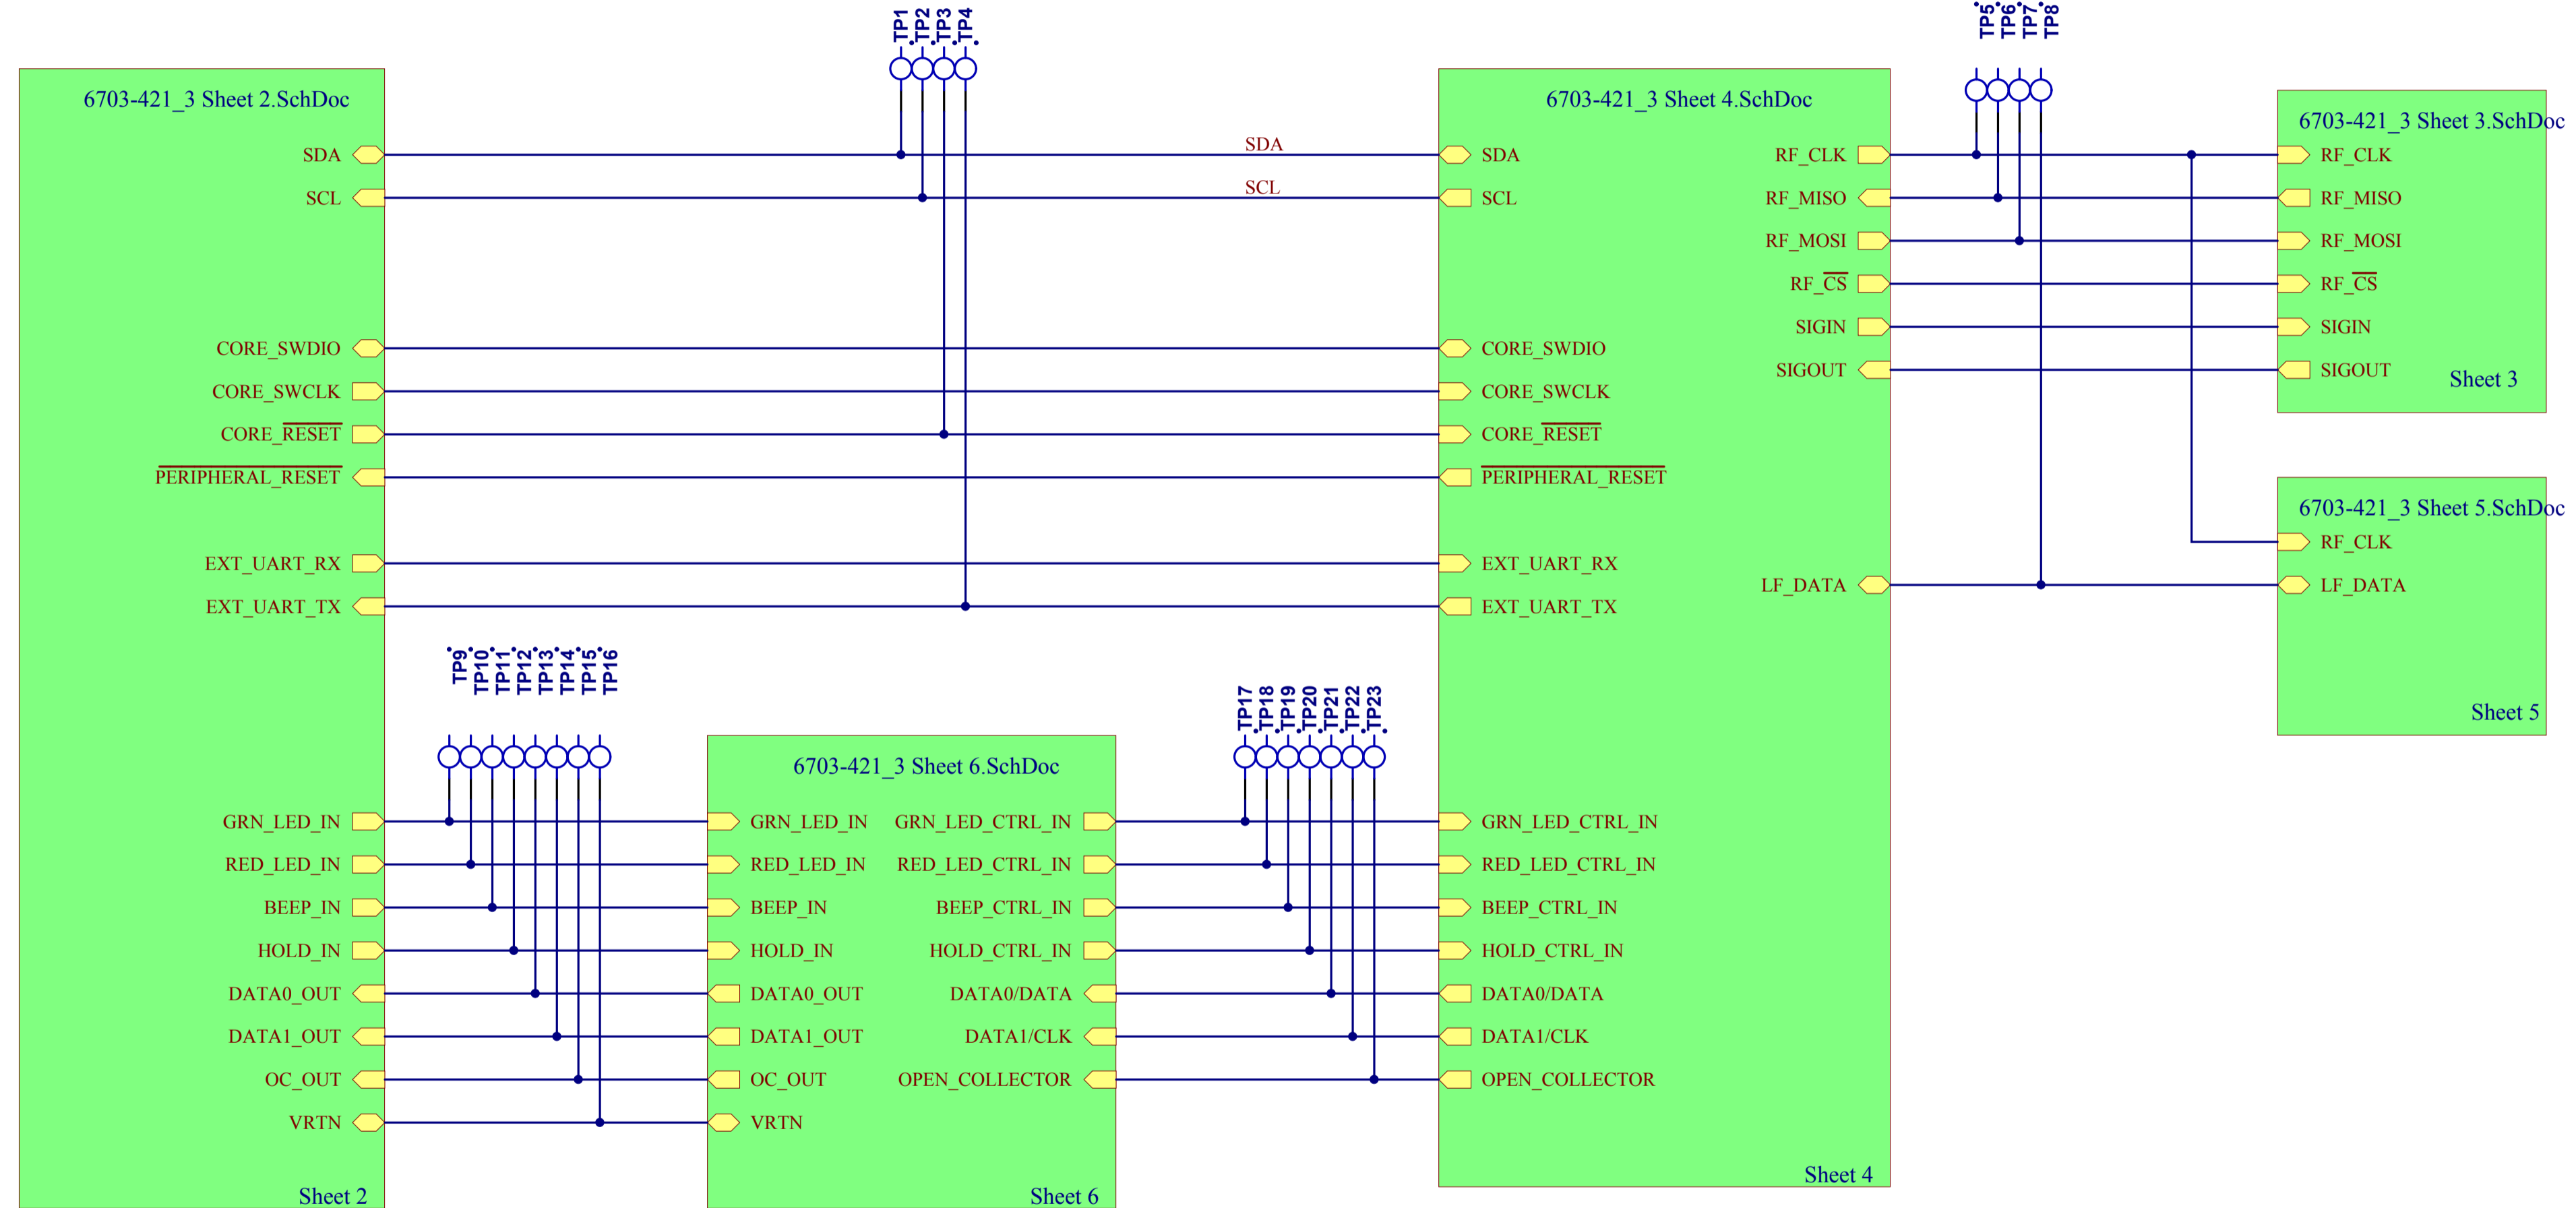 TP1
TP2
TP3
TP4
TP5
TP6
TP7
TP8
6703-421_3 Sheet 2.SchDoc
SDA
SCL
CORE_SWDIO
CORE_SWCLK
CORE_RESET
PERIPHERAL_RESET
EXT_UART_RX
EXT_UART_TX
GRN_LED_IN
RED_LED_IN
BEEP_IN
HOLD_IN
DATA0_OUT
DATA1_OUT
OC_OUT
VRTN
Sheet 2
SDA
SCL
TP9
TP10
TP11
TP12
TP13
TP14
TP15
TP16
6703-421_3 Sheet 6.SchDoc
GRN_LED_IN
RED_LED_IN
BEEP_IN
HOLD_IN
DATA0_OUT
DATA1_OUT
OC_OUT
VRTN
GRN_LED_CTRL_IN
RED_LED_CTRL_IN
BEEP_CTRL_IN
HOLD_CTRL_IN
DATA0/DATA
DATA1/CLK
OPEN_COLLECTOR
Sheet 6
TP17
TP18
TP19
TP20
TP21
TP22
TP23
6703-421_3 Sheet 4.SchDoc
SDA
SCL
CORE_SWDIO
CORE_SWCLK
CORE_RESET
PERIPHERAL_RESET
EXT_UART_RX
EXT_UART_TX
GRN_LED_CTRL_IN
RED_LED_CTRL_IN
BEEP_CTRL_IN
HOLD_CTRL_IN
DATA0/DATA
DATA1/CLK
OPEN_COLLECTOR
RF_CLK
RF_MISO
RF_MOSI
RF_CS
SIGIN
SIGOUT
LF_DATA
Sheet 4
6703-421_3 Sheet 3.SchDoc
RF_CLK
RF_MISO
RF_MOSI
RF_CS
SIGIN
SIGOUT
Sheet 3
6703-421_3 Sheet 5.SchDoc
RF_CLK
LF_DATA
Sheet 5